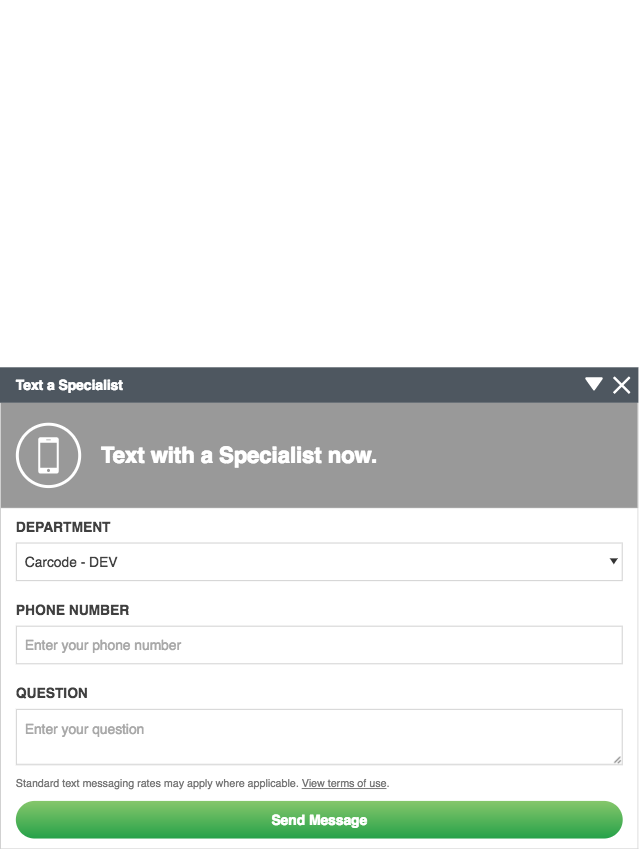 Text a Specialist
Text with a Specialist now.
DEPARTMENT
Carcode - DEV
PHONE NUMBER
Enter your phone number
QUESTION
Enter your question
Standard text messaging rates may apply where applicable. View terms of use.
Send Message